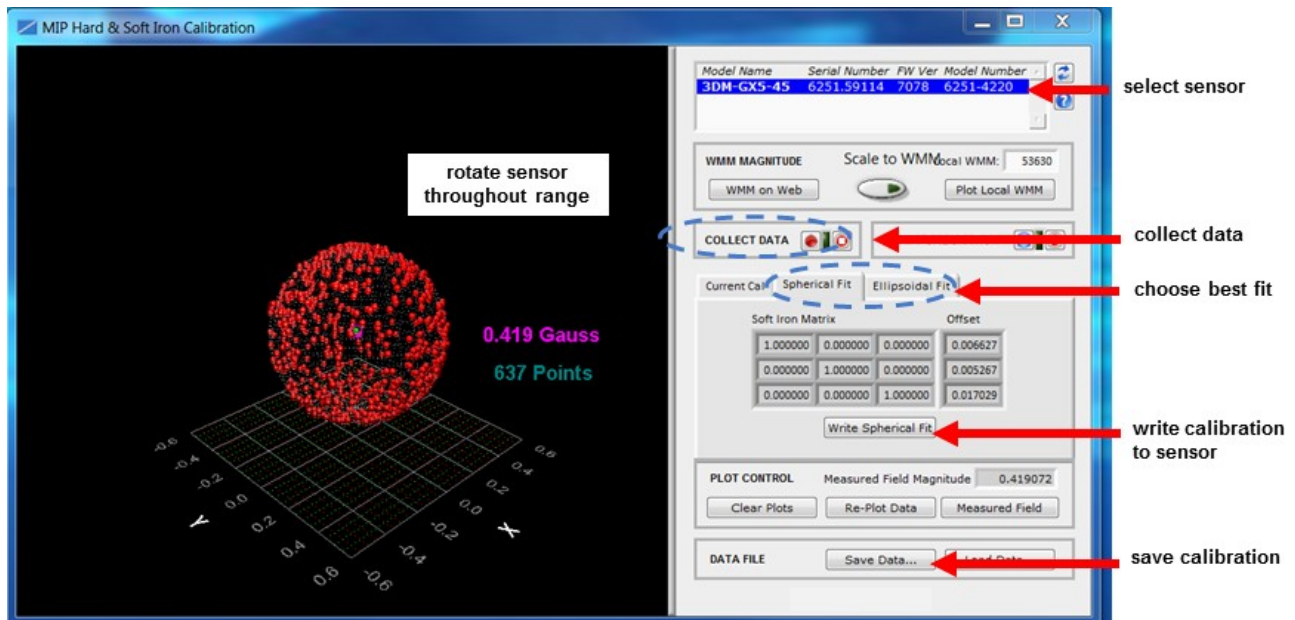 MIP Hard & Soft Iron Calibration
Model Name Serial Number FW Ver Model Number
3DM-GX5-45 6251.59114 7078 6251-4220
select sensor
WMM MAGNITUDE Scale to WMM Local WMM: 53630
WMM on Web Plot Local WMM
rotate sensor
throughout range
COLLECT DATA
collect data
Current Cal Spherical Fit Ellipsoidal Fit
choose best fit
Soft Iron Matrix Offset
1.000000 0.000000 0.000000 0.006627
0.000000 1.000000 0.000000 0.005267
0.000000 0.000000 1.000000 0.017029
0.419 Gauss
637 Points
Write Spherical Fit
write calibration
to sensor
PLOT CONTROL Measured Field Magnitude 0.419072
Clear Plots Re-Plot Data Measured Field
DATA FILE Save Data...
save calibration
-0.6
-0.4
-0.2
0.0
0.2
0.4
0.6
Y
0.6
0.4
0.2
0.0
-0.2
-0.4
-0.6
X